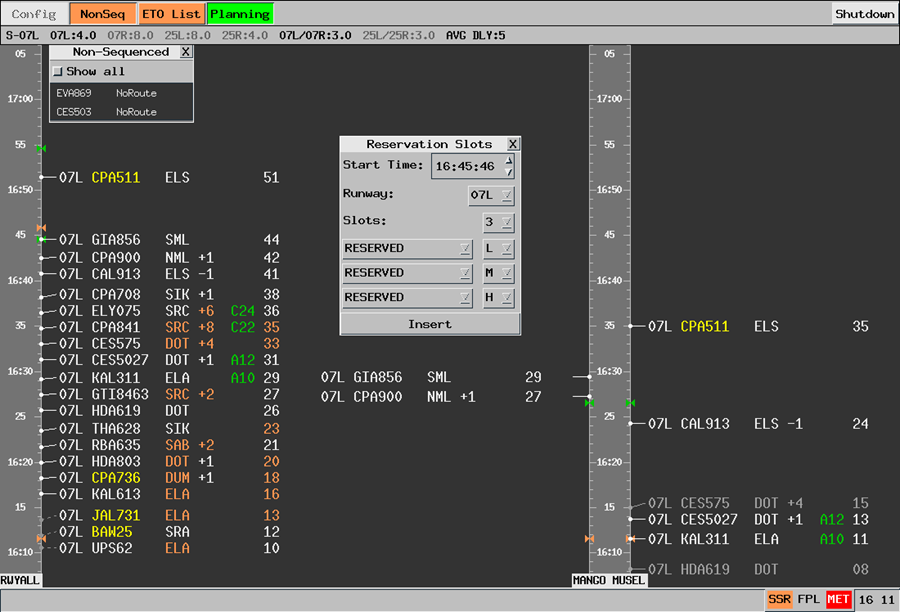 Config NonSeq ETO List Planning Shutdown
S-07L 07L:4.0 07R:8.0 25L:8.0 25R:4.0 07L/07R:3.0 25L/25R:3.0 AVG DLY:5
Non-Sequenced X
Show all
EVA869 NoRoute
CES503 NoRoute
05
17:00
55
16:50
45
16:40
35
16:30
25
16:20
15
16:10
RWYALL
07L CPA511 ELS 51
07L GIA856 SML 44
07L CPA900 NML +1 42
07L CAL913 ELS -1 41
07L CPA708 SIK +1 38
07L ELY075 SRC +6 C24 36
07L CPA841 SRC +8 C22 35
07L CES575 DOT +4 33
07L CES5027 DOT +1 A12 31
07L KAL311 ELA A10 29
07L GTI8463 SRC +2 27
07L HDA619 DOT 26
07L THA628 SIK 23
07L RBA635 SAB +2 21
07L HDA803 DOT +1 20
07L CPA736 DUM +1 18
07L KAL613 ELA 16
07L JAL731 ELA 13
07L BAW25 SRA 12
07L UPS62 ELA 10
Reservation Slots X
Start Time: 16:45:46
Runway: 07L
Slots: 3
RESERVED L
RESERVED M
RESERVED H
Insert
07L GIA856 SML 29
07L CPA900 NML +1 27
05
17:00
55
16:50
45
16:40
35
16:30
25
16:20
15
16:10
MANGO MUSEL
07L CPA511 ELS 35
07L CAL913 ELS -1 24
07L CES575 DOT +4 15
07L CES5027 DOT +1 A12 13
07L KAL311 ELA A10 11
07L HDA619 DOT 08
SSR FPL MET 16 11